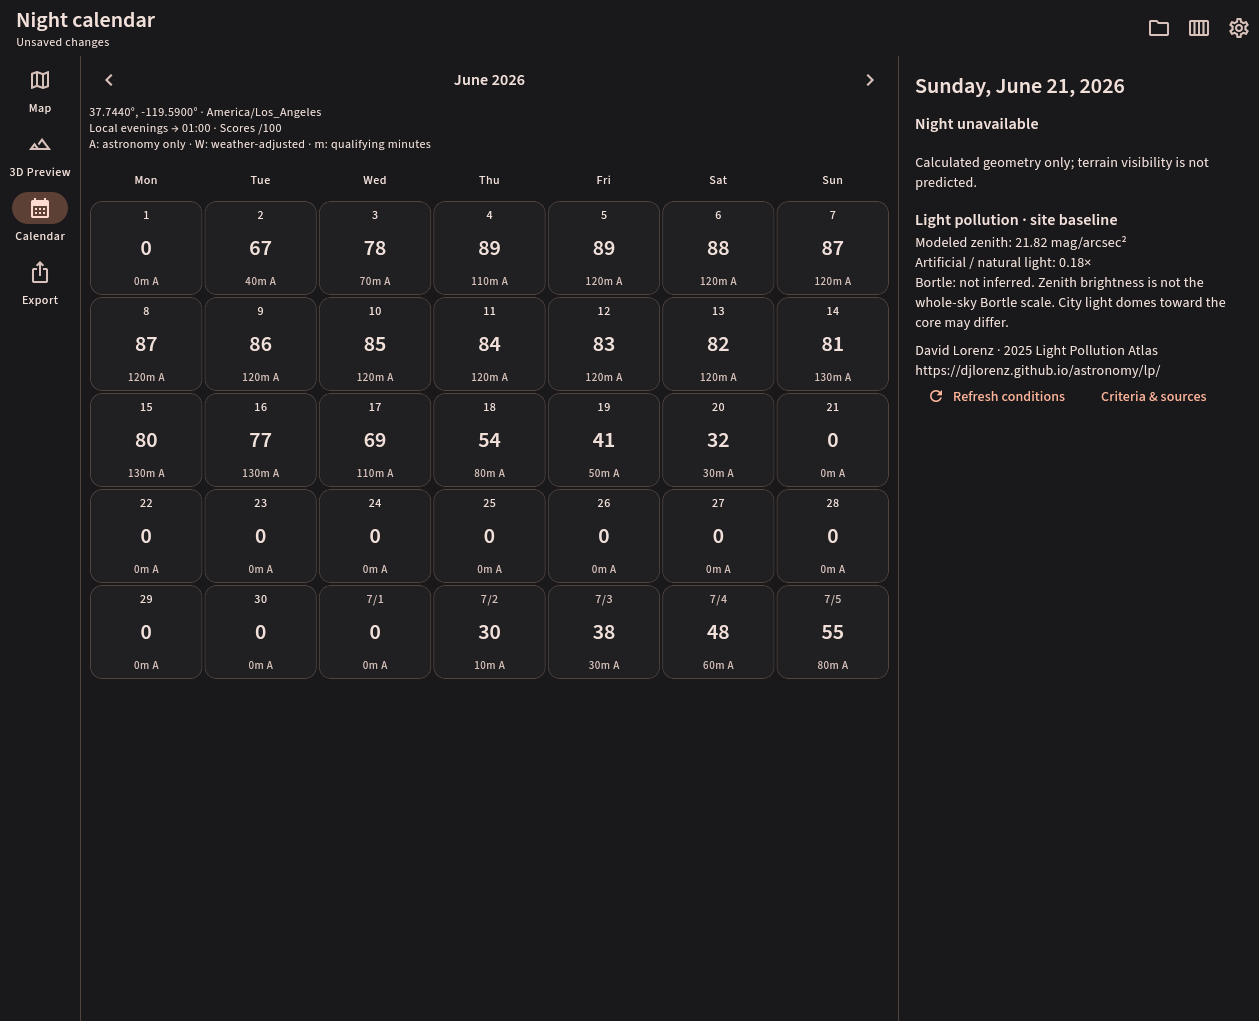 Night calendar
Unsaved changes
Map
3D Preview
Calendar
Export
June 2026
37.7440°, -119.5900° · America/Los_Angeles
Local evenings → 01:00 · Scores /100
A: astronomy only · W: weather-adjusted · m: qualifying minutes
Mon Tue Wed Thu Fri Sat Sun
1 2 3 4 5 6 7
0 67 78 89 89 88 87
0m A 40m A 70m A 110m A 120m A 120m A 120m A
8 9 10 11 12 13 14
87 86 85 84 83 82 81
120m A 120m A 120m A 120m A 120m A 120m A 130m A
15 16 17 18 19 20 21
80 77 69 54 41 32 0
130m A 130m A 110m A 80m A 50m A 30m A 0m A
22 23 24 25 26 27 28
0 0 0 0 0 0 0
0m A 0m A 0m A 0m A 0m A 0m A 0m A
29 30 7/1 7/2 7/3 7/4 7/5
0 0 0 30 38 48 55
0m A 0m A 0m A 10m A 30m A 60m A 80m A
Sunday, June 21, 2026
Night unavailable
Calculated geometry only; terrain visibility is not
predicted.
Light pollution · site baseline
Modeled zenith: 21.82 mag/arcsec²
Artificial / natural light: 0.18×
Bortle: not inferred. Zenith brightness is not the
whole-sky Bortle scale. City light domes toward the
core may differ.
David Lorenz · 2025 Light Pollution Atlas
https://djlorenz.github.io/astronomy/lp/
Refresh conditions Criteria & sources